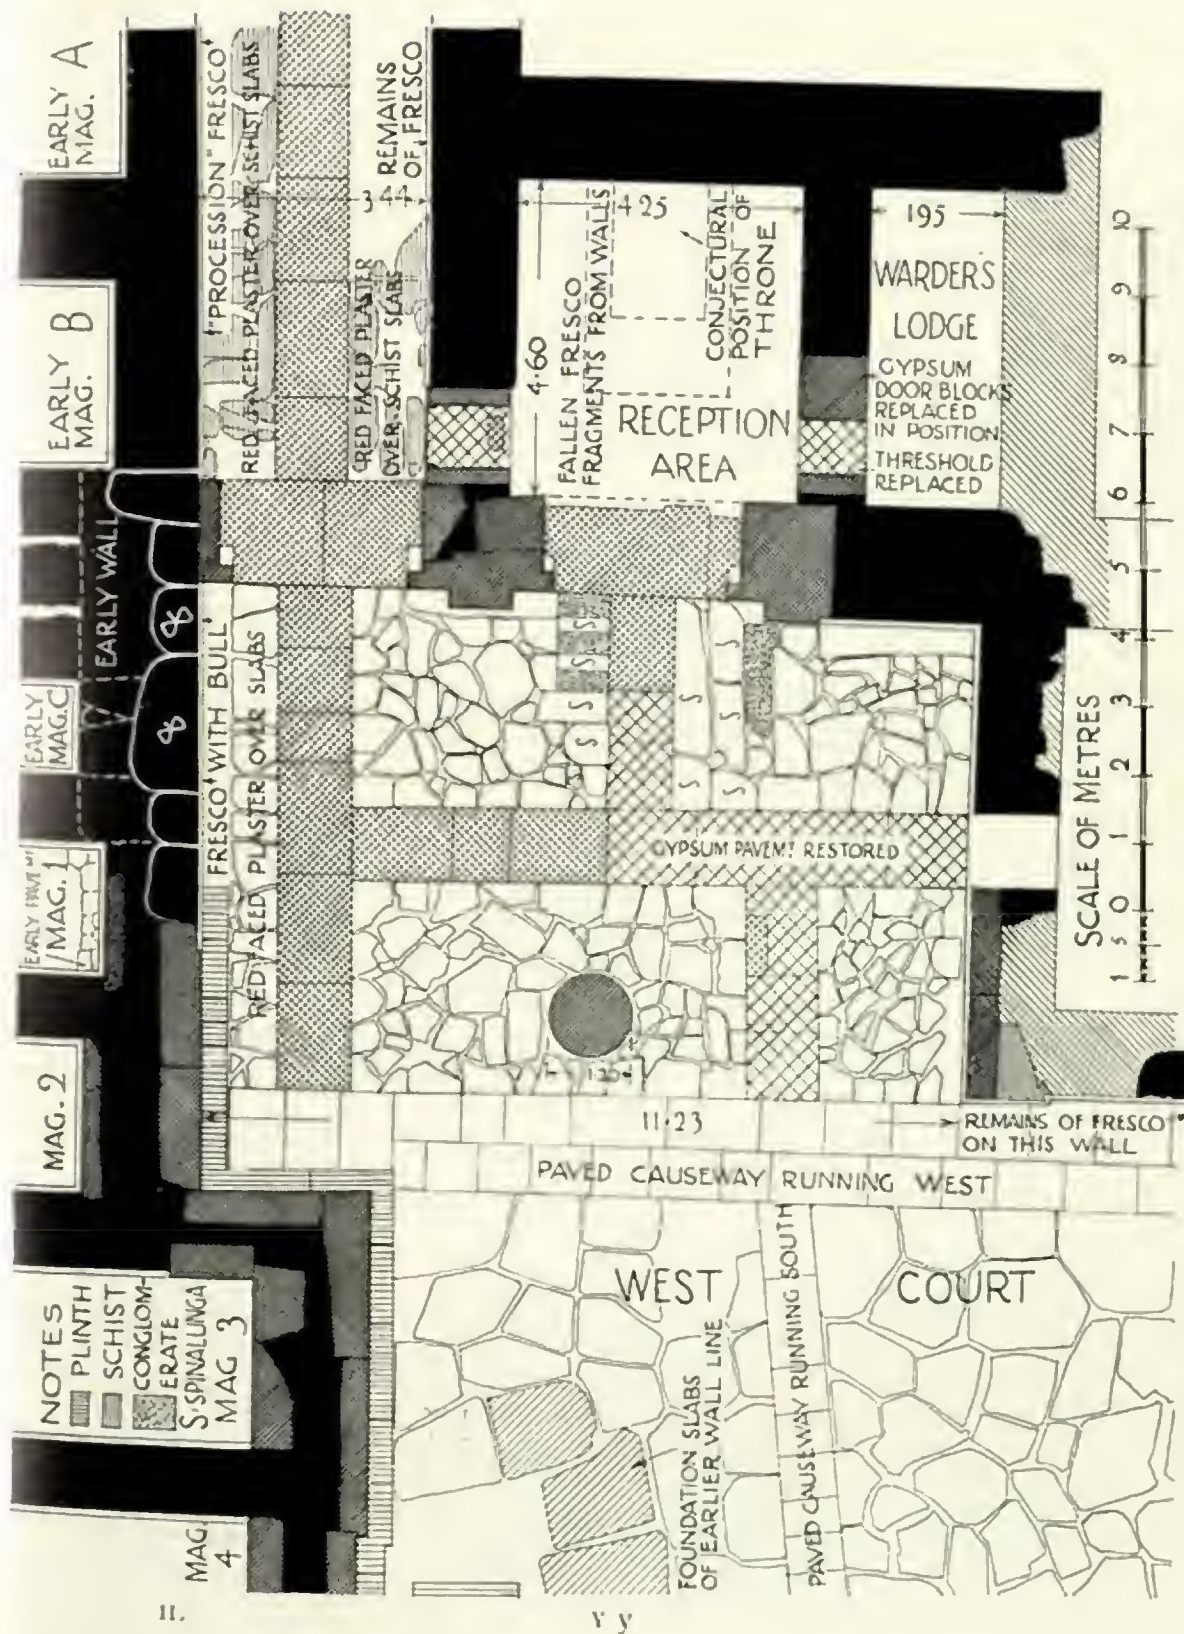 EARLY
MAG. A
EARLY
MAG. B
EARLY WALL
EARLY
MAG.C
MAG. 1
MAG. 2
NOTES
PLINTH
SCHIST
CONGLOM-
ERATE
S·SPINALUNGA
MAG 3
MAG.
4
"PROCESSION" FRESCO
RED FACED PLASTER OVER SCHIST SLABS
REMAINS
OF FRESCO
3 44
RED FACED PLASTER
OVER SCHIST SLABS
FRESCO WITH BULL
RED FACED PLASTER OVER SLABS
4·60
4 25
FALLEN FRESCO
FRAGMENTS FROM WALLS
CONJECTURAL
POSITION OF
THRONE
RECEPTION
AREA
1 95
WARDER'S
LODGE
GYPSUM
DOOR BLOCKS
REPLACED
IN POSITION
THRESHOLD
REPLACED
S S S
S S
S S
S S
S
GYPSUM PAVEMT RESTORED
11·23
REMAINS OF FRESCO
ON THIS WALL
PAVED CAUSEWAY RUNNING WEST
WEST COURT
PAVED CAUSEWAY RUNNING SOUTH
FOUNDATION SLABS
OF EARLIER WALL LINE
SCALE OF METRES
1 5 0 1 2 3 4 5 6 7 8 9 10
II.
Y y